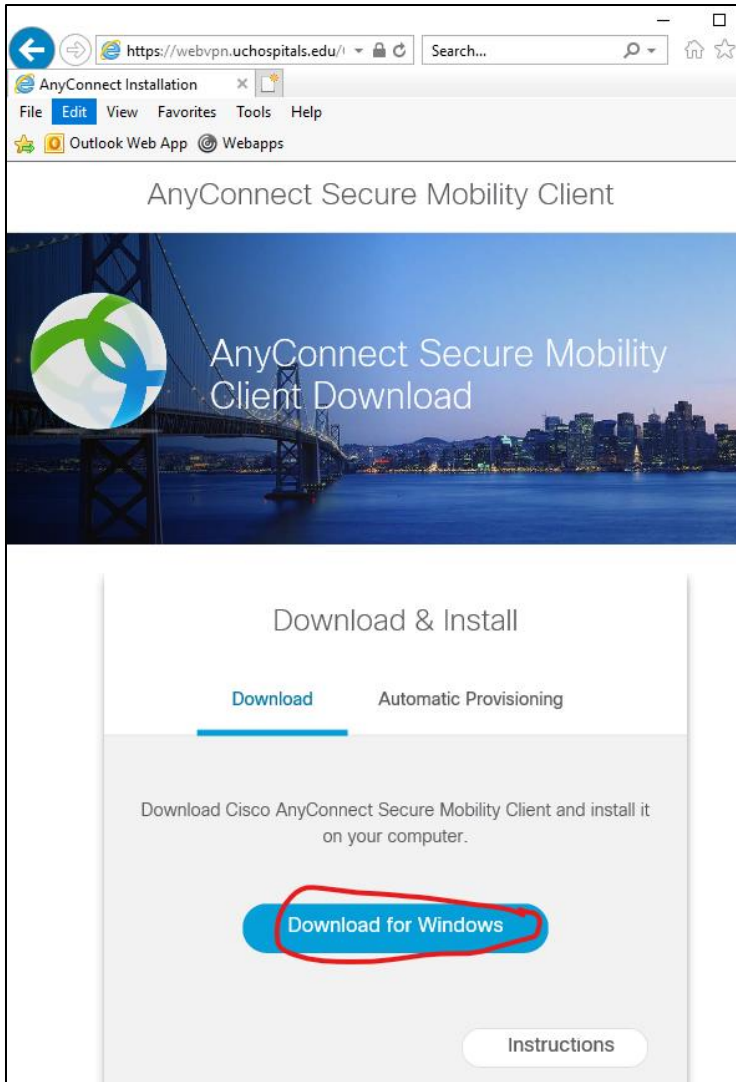 https://webvpn.uchospitals.edu/
Search...
AnyConnect Installation
File Edit View Favorites Tools Help
Outlook Web App Webapps
AnyConnect Secure Mobility Client
AnyConnect Secure Mobility
Client Download
Download & Install
Download Automatic Provisioning
Download Cisco AnyConnect Secure Mobility Client and install it
on your computer.
Download for Windows
Instructions